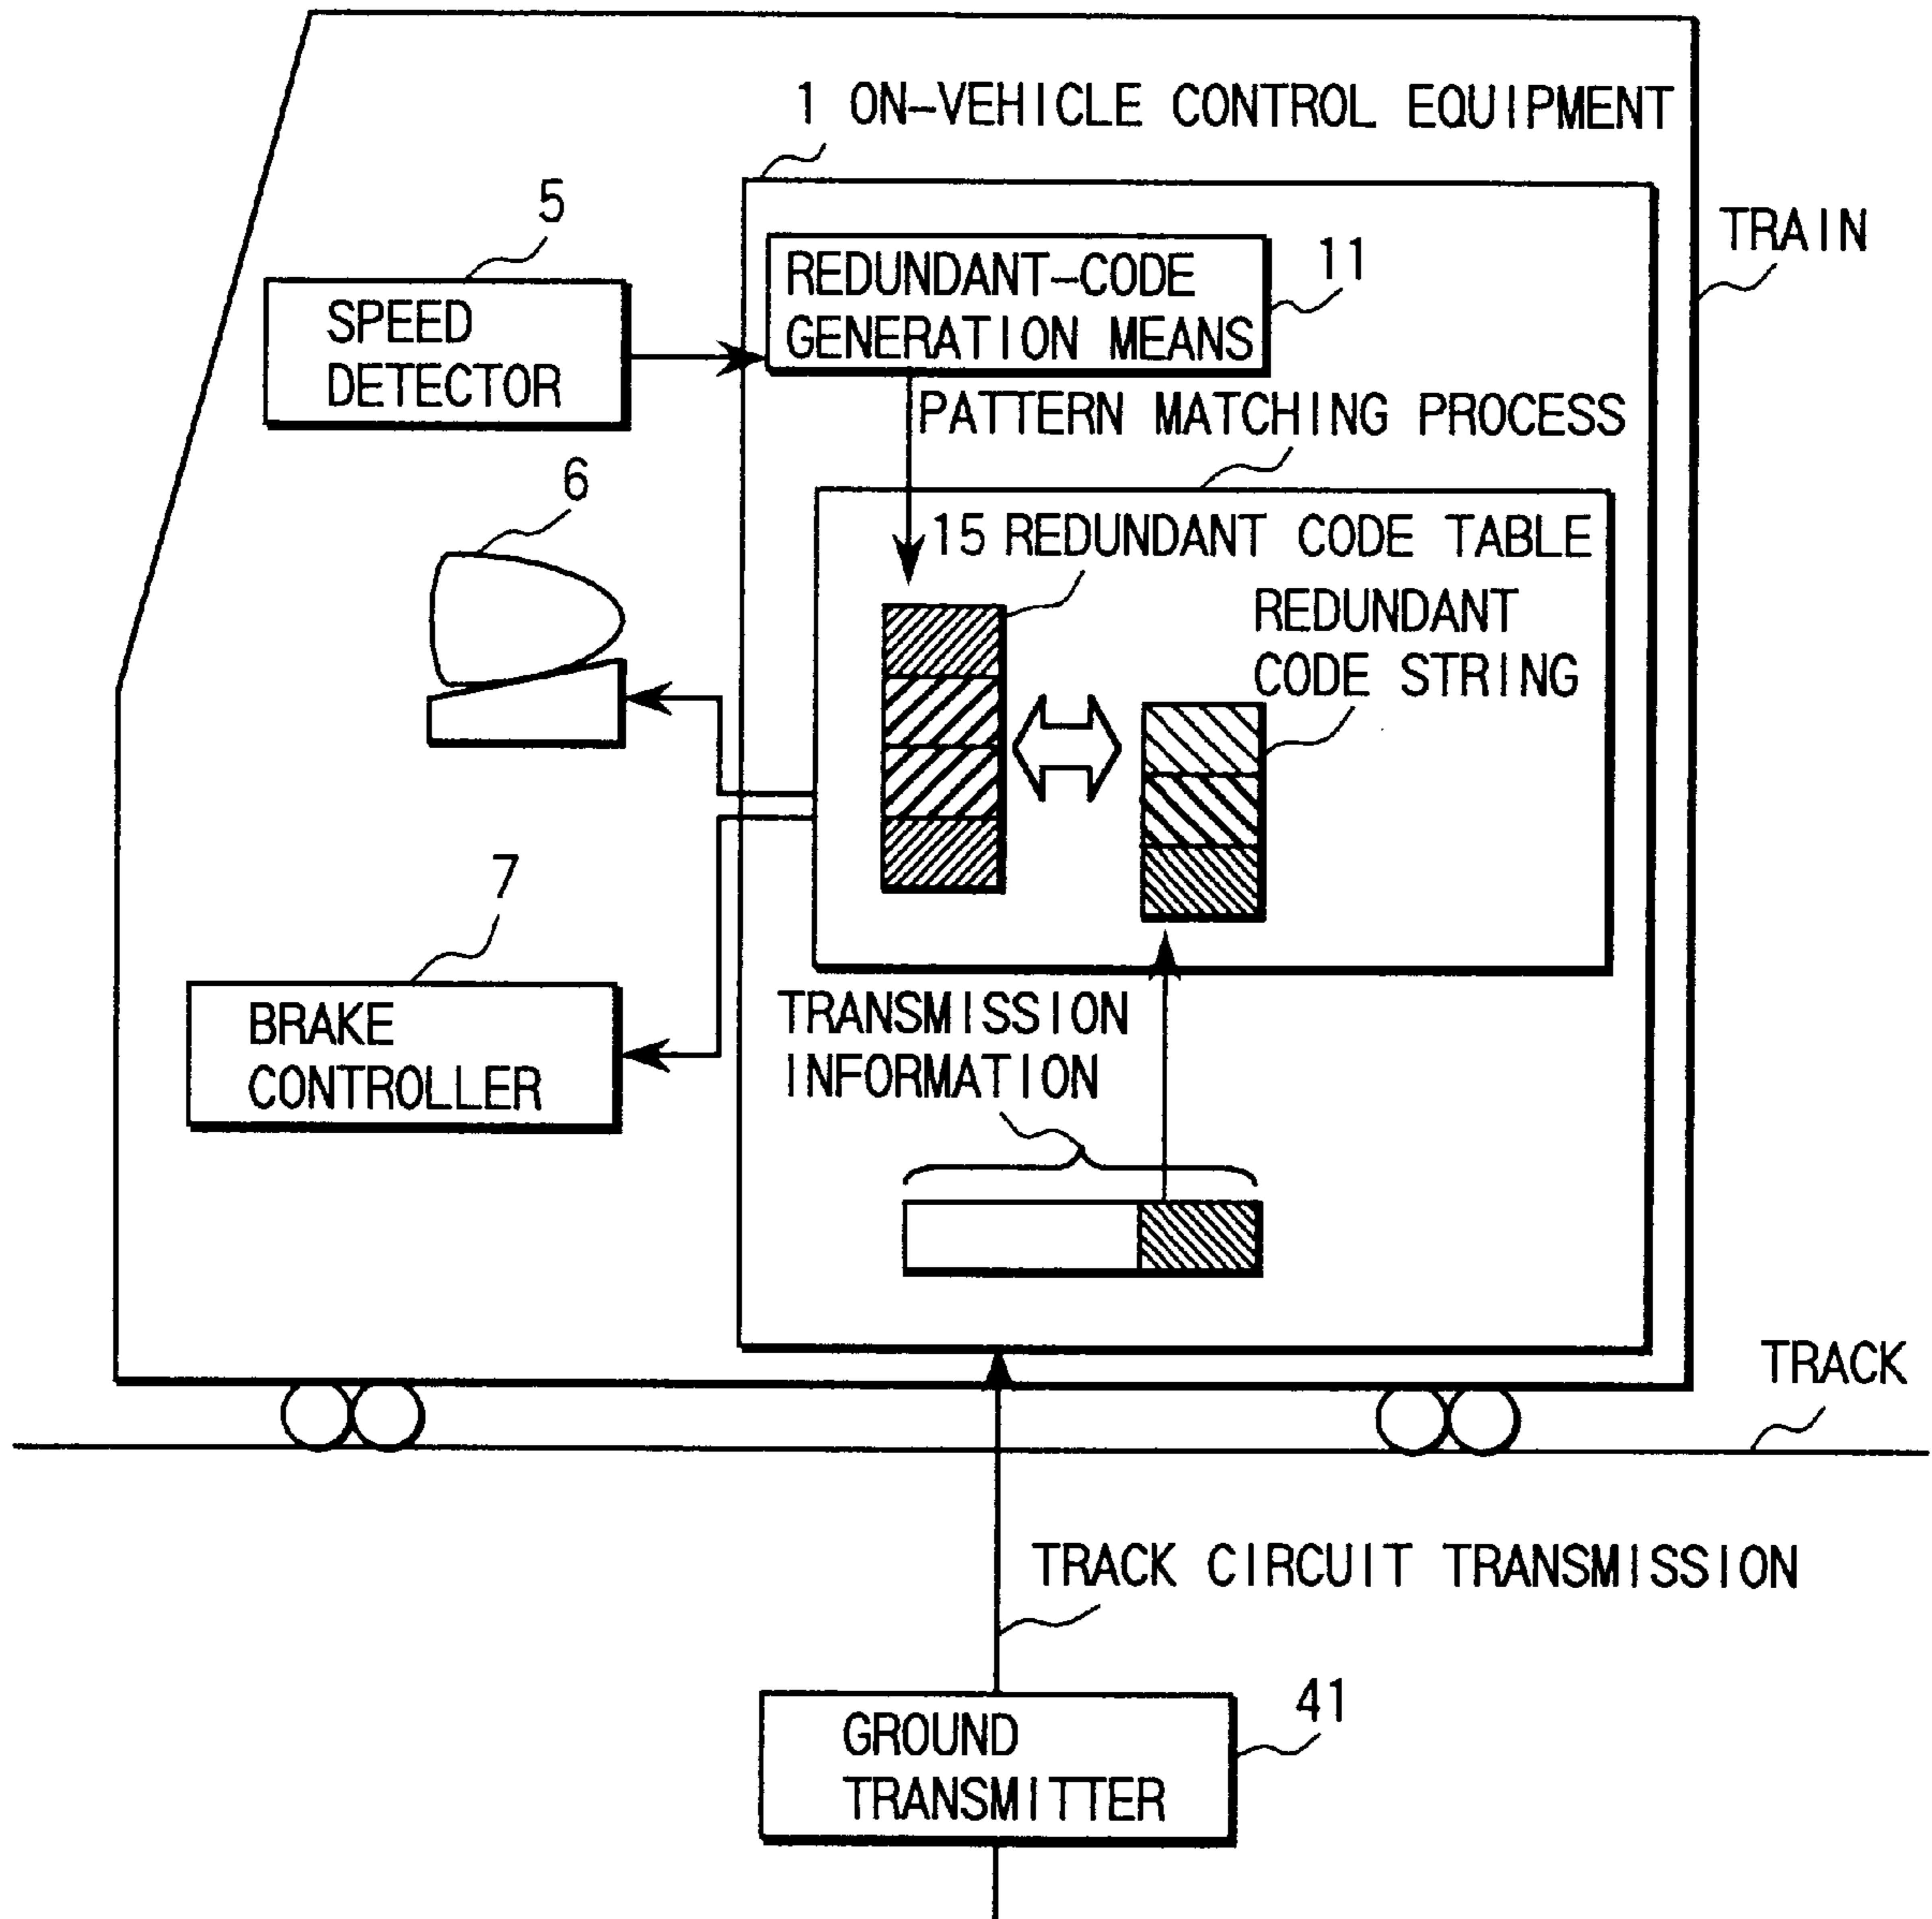 1 ON-VEHICLE CONTROL EQUIPMENT
TRAIN
5
SPEED
DETECTOR
REDUNDANT-CODE
GENERATION MEANS
11
PATTERN MATCHING PROCESS
6
15 REDUNDANT CODE TABLE
REDUNDANT
CODE STRING
7
BRAKE
CONTROLLER
TRANSMISSION
INFORMATION
TRACK
TRACK CIRCUIT TRANSMISSION
41
GROUND
TRANSMITTER